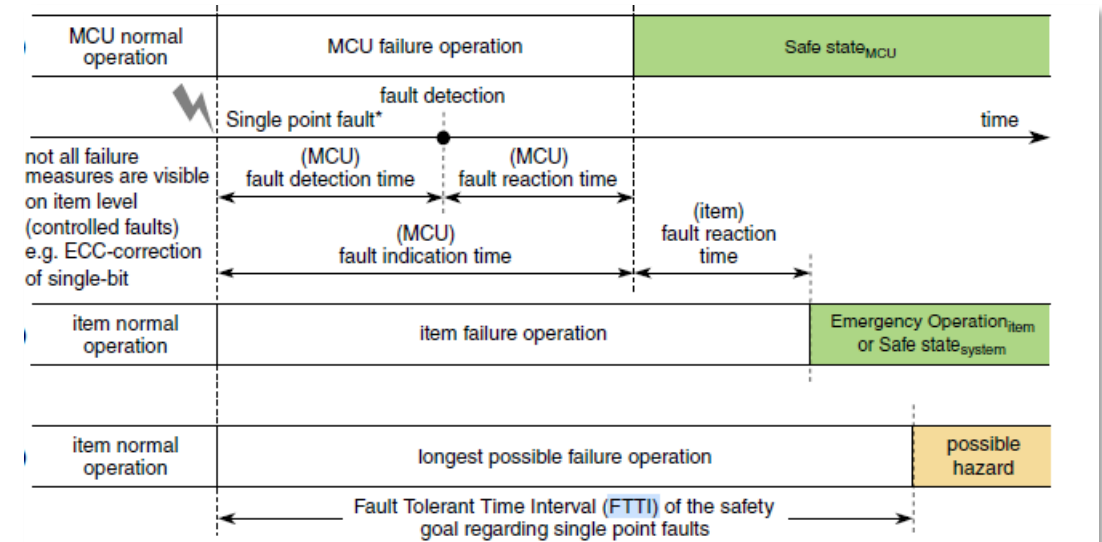 MCU normal
operation
MCU failure operation
Safe stateMCU
fault detection
Single point fault*
time
not all failure
measures are visible
on item level
(controlled faults)
e.g. ECC-correction
of single-bit
(MCU)
fault detection time
(MCU)
fault reaction time
(MCU)
fault indication time
(item)
fault reaction
time
item normal
operation
item failure operation
Emergency Operationitem
or Safe statesystem
item normal
operation
longest possible failure operation
possible
hazard
Fault Tolerant Time Interval (FTTI) of the safety
goal regarding single point faults